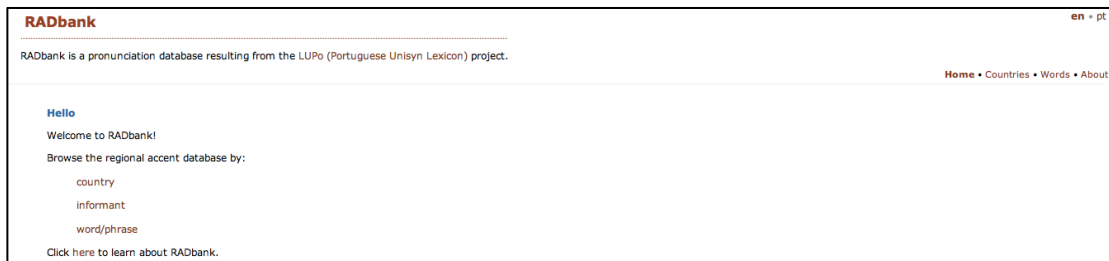 RADbank
en • pt
RADbank is a pronunciation database resulting from the LUPo (Portuguese Unisyn Lexicon) project.
Home • Countries • Words • About
Hello
Welcome to RADbank!
Browse the regional accent database by:
country
informant
word/phrase
Click here to learn about RADbank.